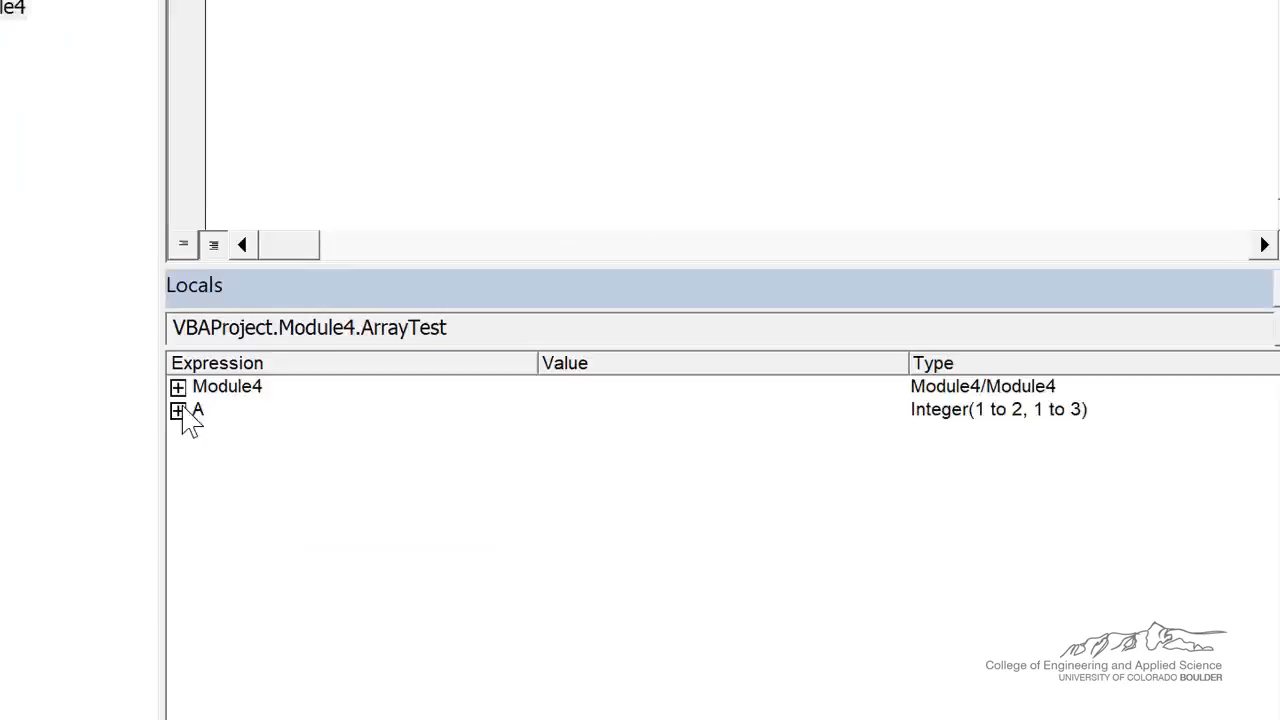 le4
Locals
VBAProject.Module4.ArrayTest
Expression Value Type
Module4 Module4/Module4
A Integer(1 to 2, 1 to 3)
College of Engineering and Applied Science
UNIVERSITY OF COLORADO BOULDER